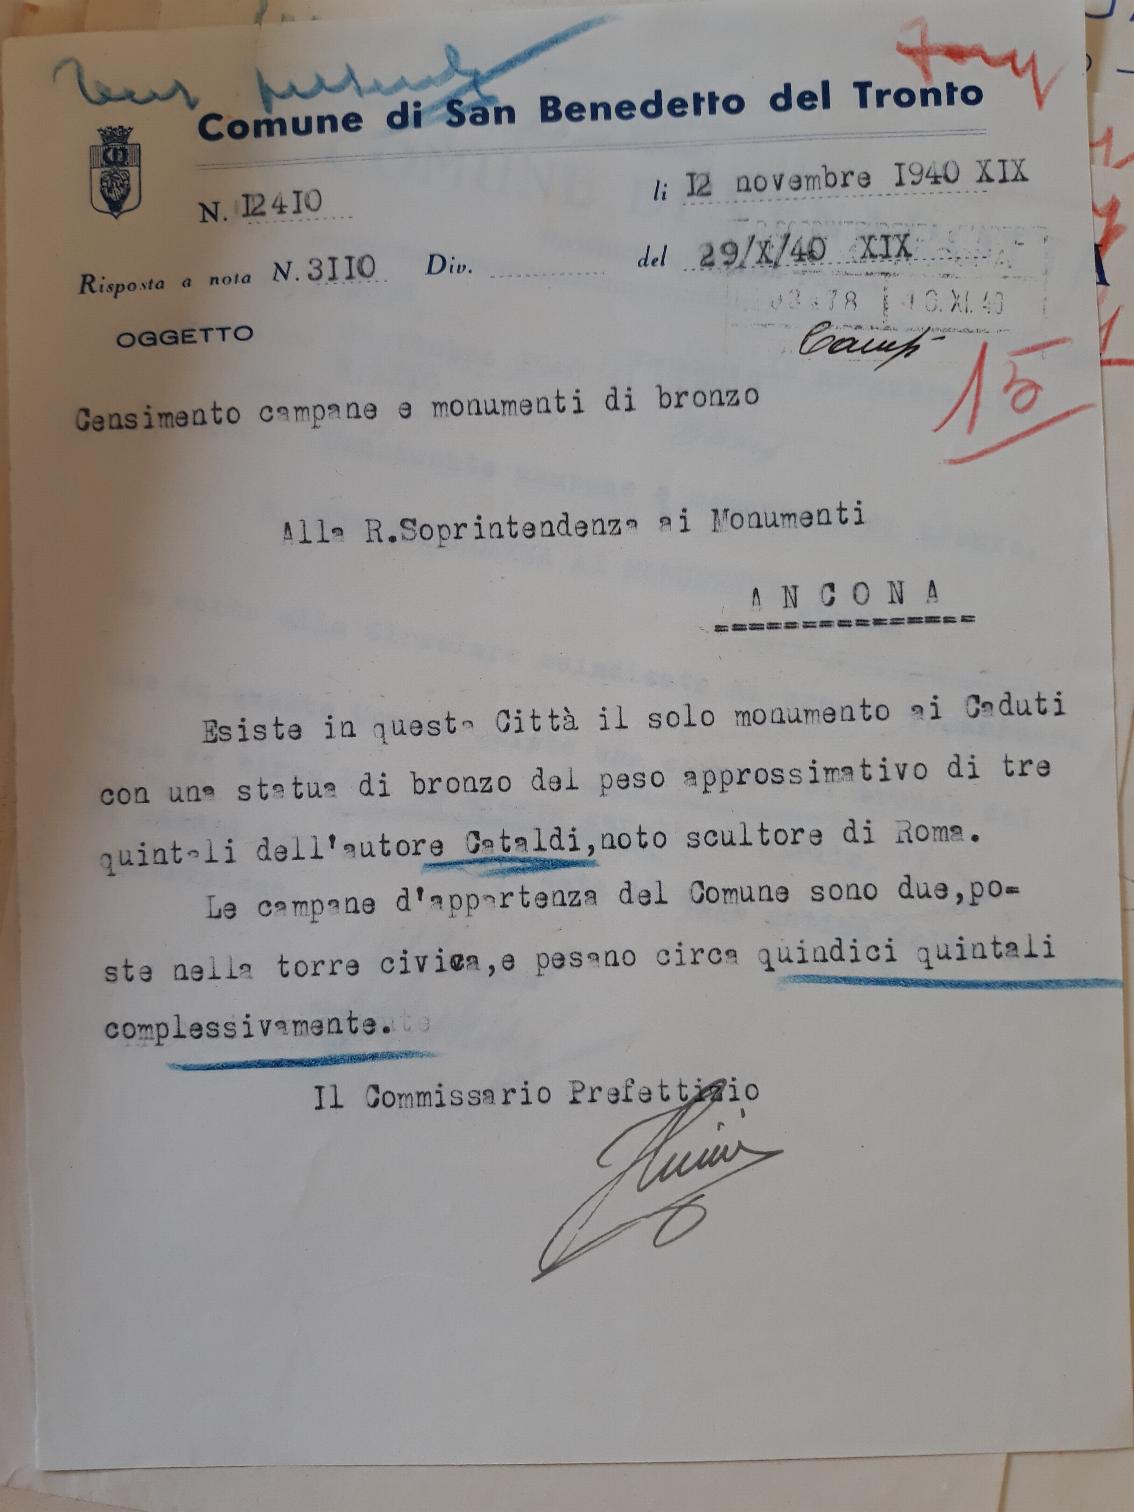 Comune di San Benedetto del Tronto
N. 12410 li 12 novembre 1940 XIX
Risposta a nota N. 3110 Div. del 29/X/40 XIX
OGGETTO
15
Censimento campane e monumenti di bronzo
Alla R.Soprintendenza ai Monumenti
ANCONA
Esiste in questa Città il solo monumento ai Caduti
con una statua di bronzo del peso approssimativo di tre
quintali dell'autore Cataldi,noto scultore di Roma.
Le campane d'appartenza del Comune sono due,po=
ste nella torre civica,e pesano circa quindici quintali
complessivamente.
Il Commissario Prefettizio